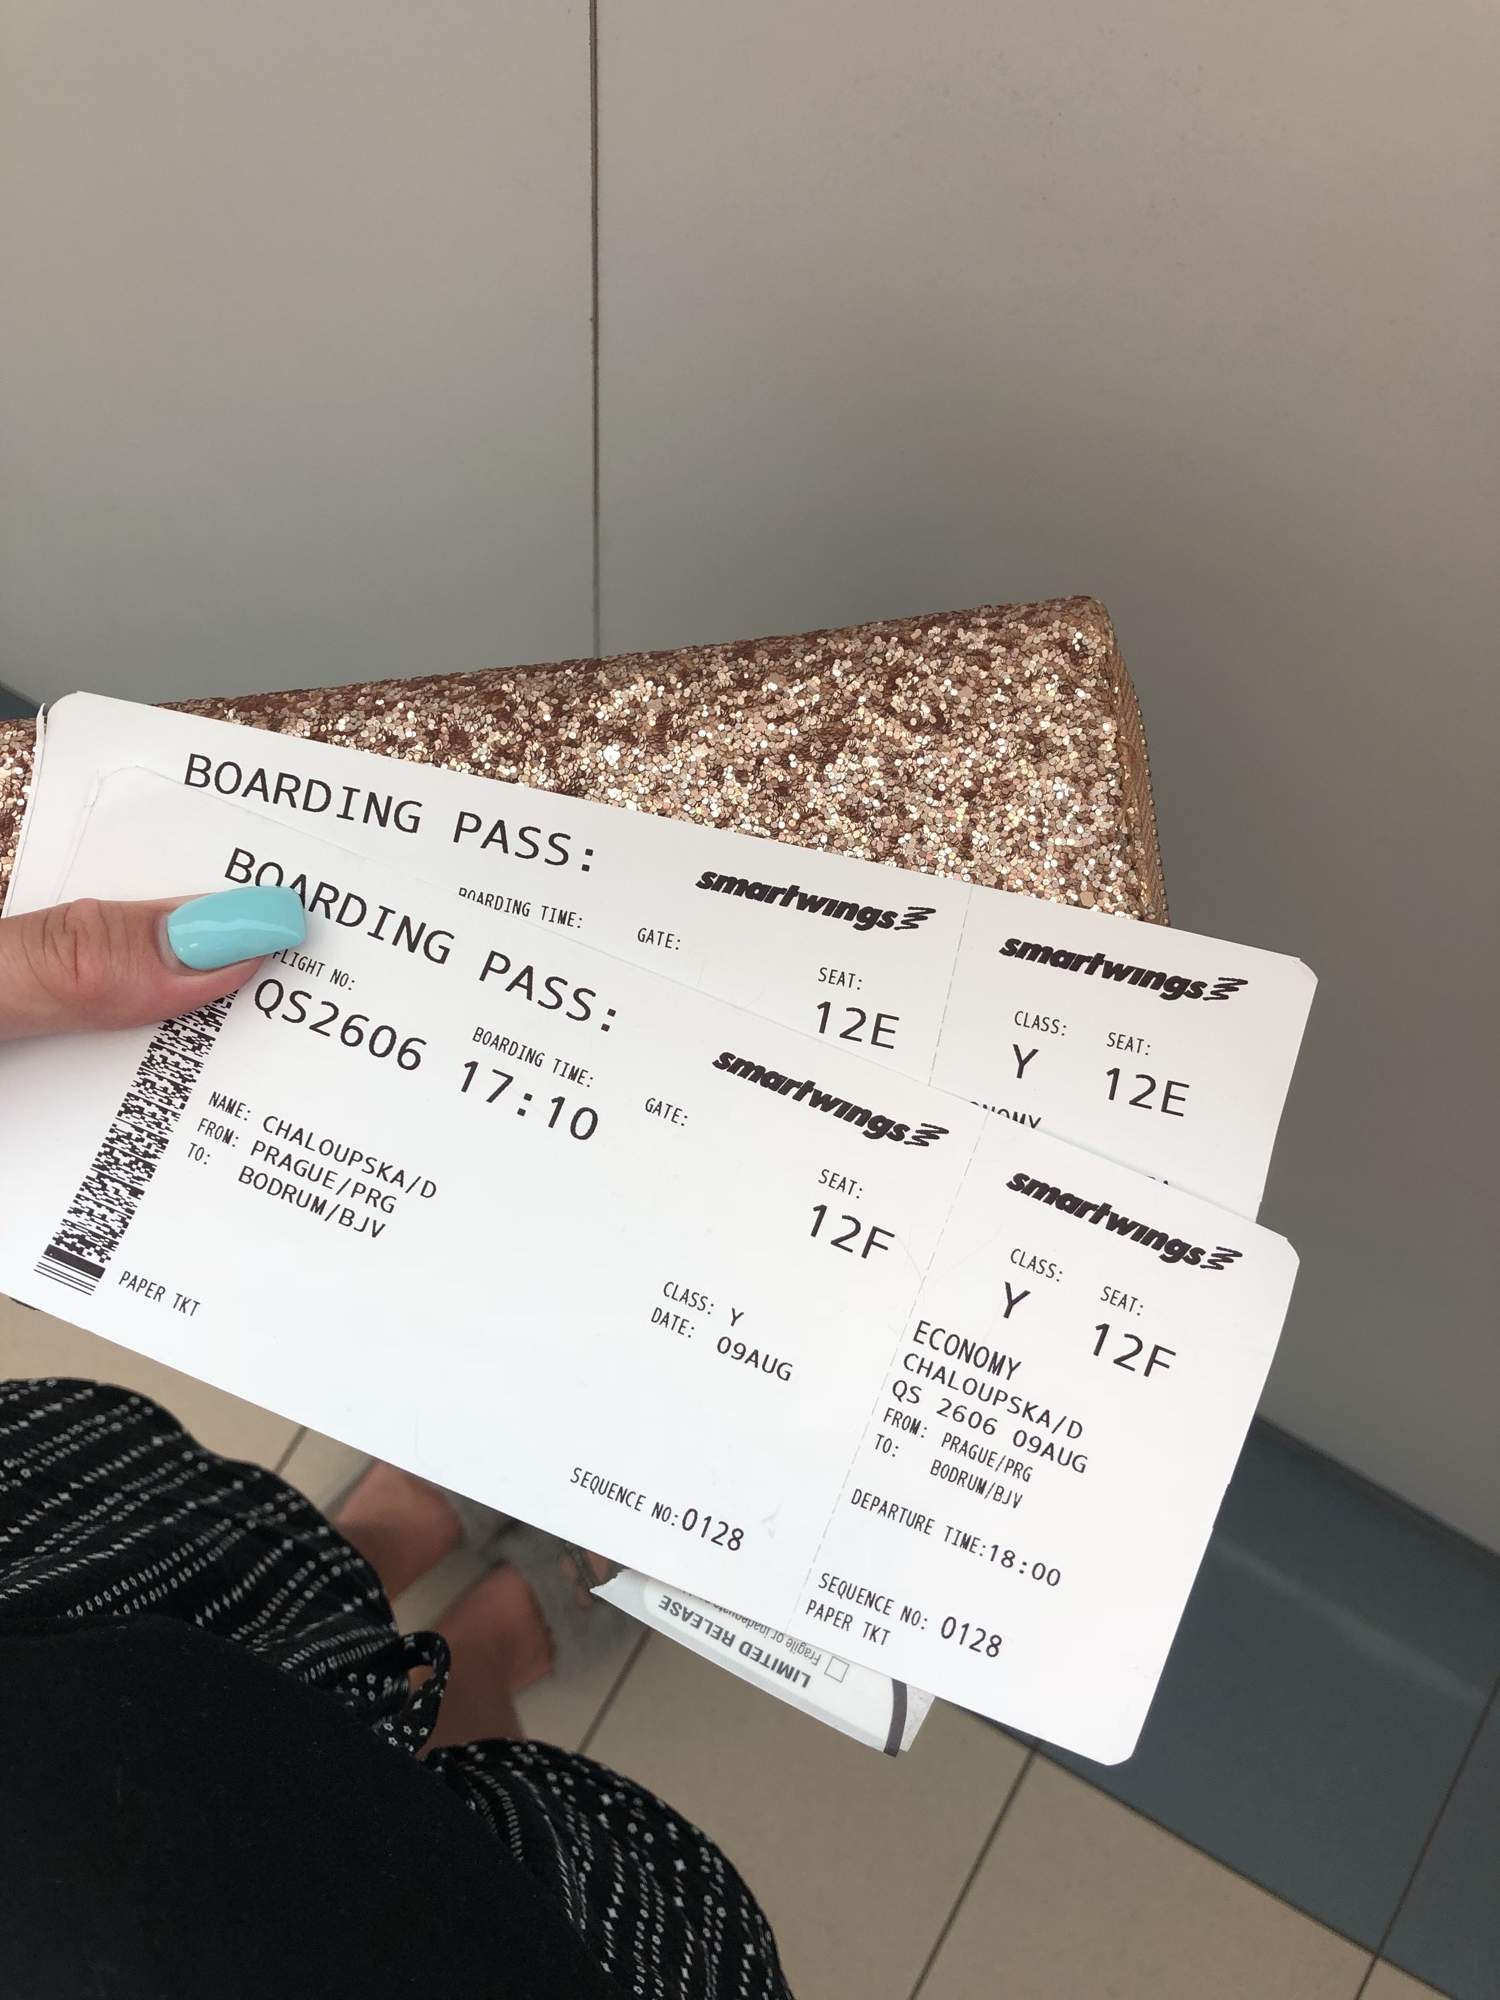 BOARDING PASS:
smartwings
BOARDING TIME:
GATE:
SEAT:
12E
smartwings
CLASS: SEAT:
Y 12E
BOARDING PASS:
smartwings
FLIGHT NO:
QS2606
BOARDING TIME:
17:10
GATE:
SEAT:
12F
NAME: CHALOUPSKA/D
FROM: PRAGUE/PRG
TO: BODRUM/BJV
PAPER TKT
CLASS: Y
DATE: 09AUG
SEQUENCE NO:0128
smartwings
CLASS: SEAT:
Y 12F
ECONOMY
CHALOUPSKA/D
QS 2606 09AUG
FROM: PRAGUE/PRG
TO: BODRUM/BJV
DEPARTURE TIME:18:00
SEQUENCE NO: 0128
PAPER TKT
LIMITED RELEASE
Fragile or inadequate